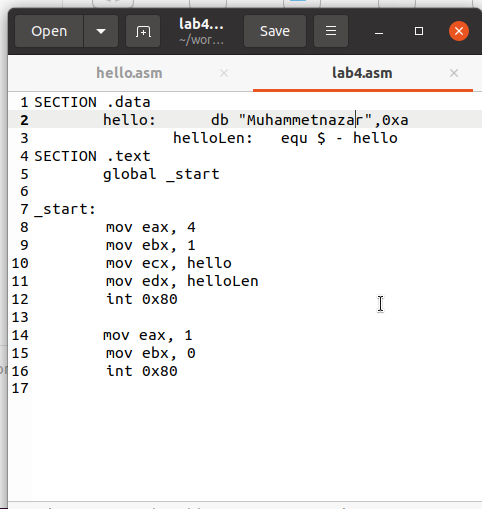 Open lab4... Save
~/wor...
hello.asm × lab4.asm ×
1 SECTION .data
2 hello: db "Muhammetnazar",0xa
3 helloLen: equ $ - hello
4 SECTION .text
5 global _start
6
7 _start:
8 mov eax, 4
9 mov ebx, 1
10 mov ecx, hello
11 mov edx, helloLen
12 int 0x80
13
14 mov eax, 1
15 mov ebx, 0
16 int 0x80
17